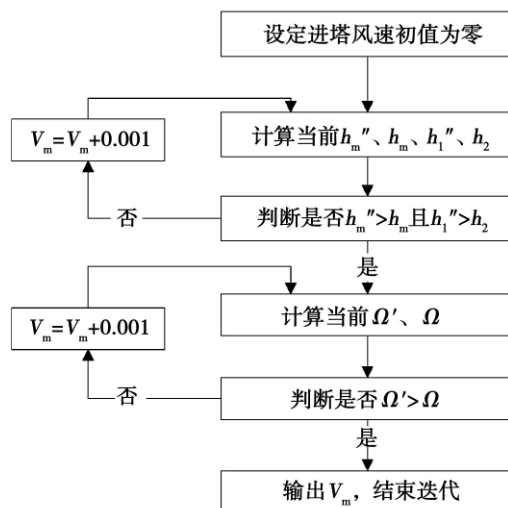 设定进塔风速初值为零
V_m=V_m+0.001
计算当前h_m″、h_m、h_1″、h_2
否
判断是否h_m″>h_m且h_1″>h_2
是
V_m=V_m+0.001
计算当前Ω′、Ω
否
判断是否Ω′>Ω
是
输出V_m，结束迭代